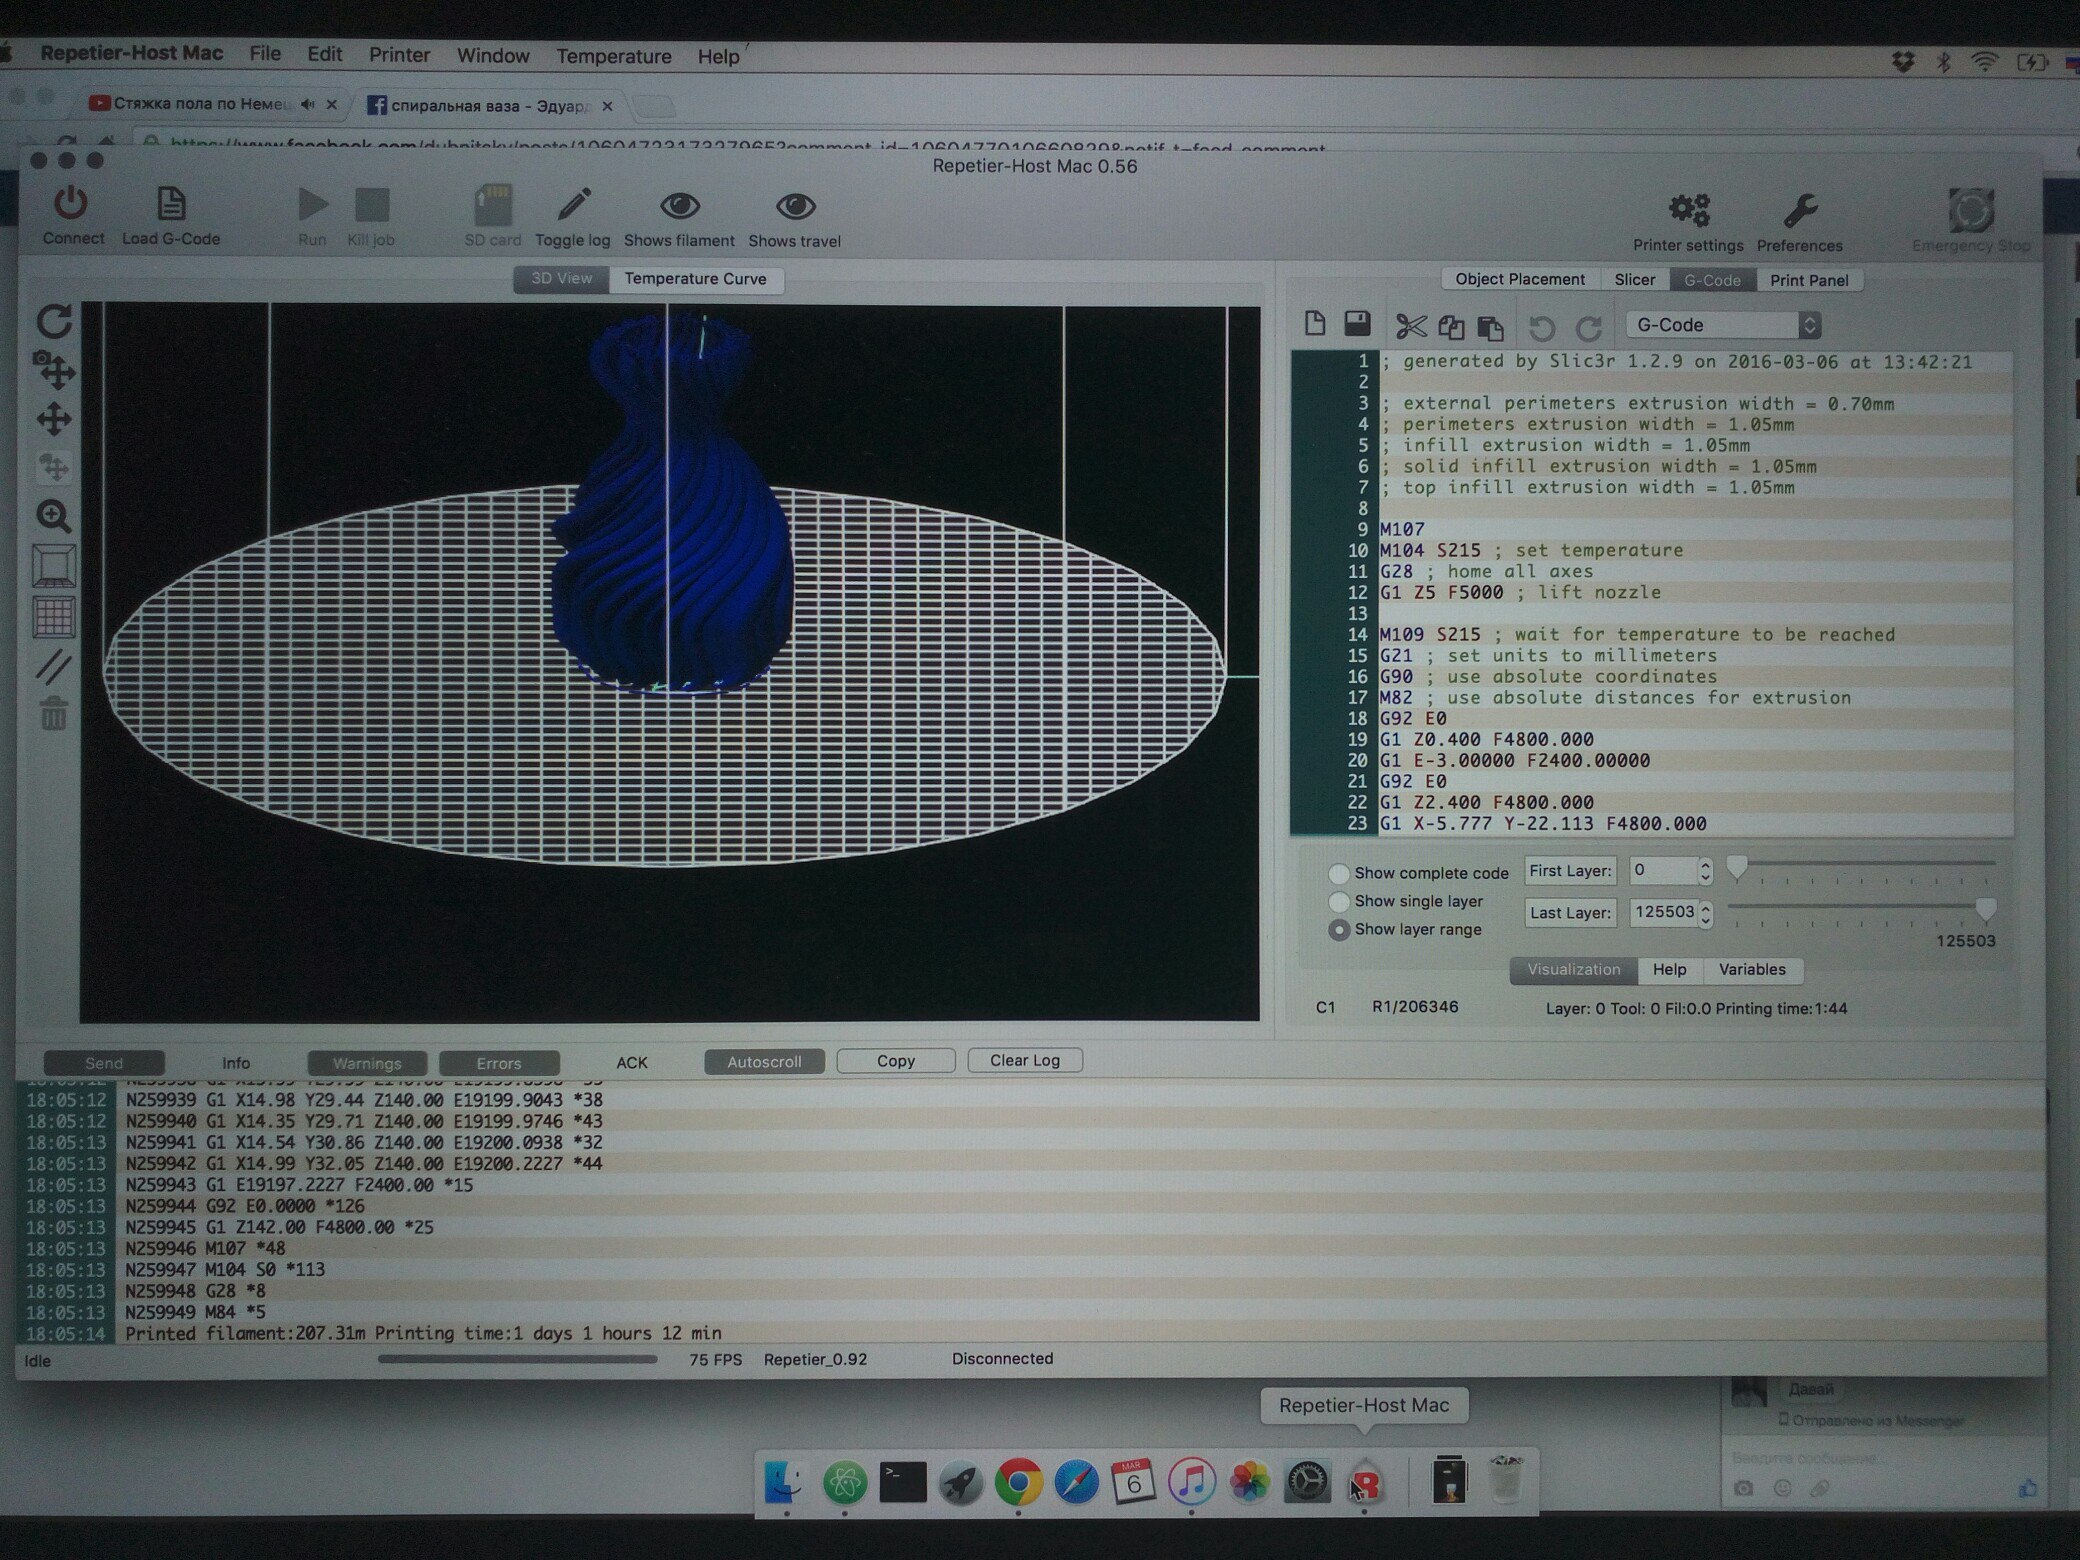 Repetier-Host Mac File Edit Printer Window Temperature Help
Стяжка пола по Неме спиральная ваза - Эдуар
Repetier-Host Mac 0.56
Connect Load G-Code Run Kill job SD card Toggle log Shows filament Shows travel Printer settings Preferences Emergency Stop
3D View Temperature Curve
Object Placement Slicer G-Code Print Panel
G-Code
1 ; generated by Slic3r 1.2.9 on 2016-03-06 at 13:42:21
2
3 ; external perimeters extrusion width = 0.70mm
4 ; perimeters extrusion width = 1.05mm
5 ; infill extrusion width = 1.05mm
6 ; solid infill extrusion width = 1.05mm
7 ; top infill extrusion width = 1.05mm
8
9 M107
10 M104 S215 ; set temperature
11 G28 ; home all axes
12 G1 Z5 F5000 ; lift nozzle
13
14 M109 S215 ; wait for temperature to be reached
15 G21 ; set units to millimeters
16 G90 ; use absolute coordinates
17 M82 ; use absolute distances for extrusion
18 G92 E0
19 G1 Z0.400 F4800.000
20 G1 E-3.00000 F2400.00000
21 G92 E0
22 G1 Z2.400 F4800.000
23 G1 X-5.777 Y-22.113 F4800.000
Show complete code First Layer: 0
Show single layer
Last Layer: 125503
Show layer range
125503
Visualization Help Variables
C1 R1/206346 Layer: 0 Tool: 0 Fil:0.0 Printing time:1:44
Send Info Warnings Errors ACK Autoscroll Copy Clear Log
18:05:12 N259939 G1 X14.98 Y29.44 Z140.00 E19199.9043 *38
18:05:12 N259940 G1 X14.35 Y29.71 Z140.00 E19199.9746 *43
18:05:13 N259941 G1 X14.54 Y30.86 Z140.00 E19200.0938 *32
18:05:13 N259942 G1 X14.99 Y32.05 Z140.00 E19200.2227 *44
18:05:13 N259943 G1 E19197.2227 F2400.00 *15
18:05:13 N259944 G92 E0.0000 *126
18:05:13 N259945 G1 Z142.00 F4800.00 *25
18:05:13 N259946 M107 *48
18:05:13 N259947 M104 S0 *113
18:05:13 N259948 G28 *8
18:05:13 N259949 M84 *5
18:05:14 Printed filament:207.31m Printing time:1 days 1 hours 12 min
Idle 75 FPS Repetier_0.92 Disconnected
Давай
Repetier-Host Mac
Отправлено из Messenger
MAR
6
R